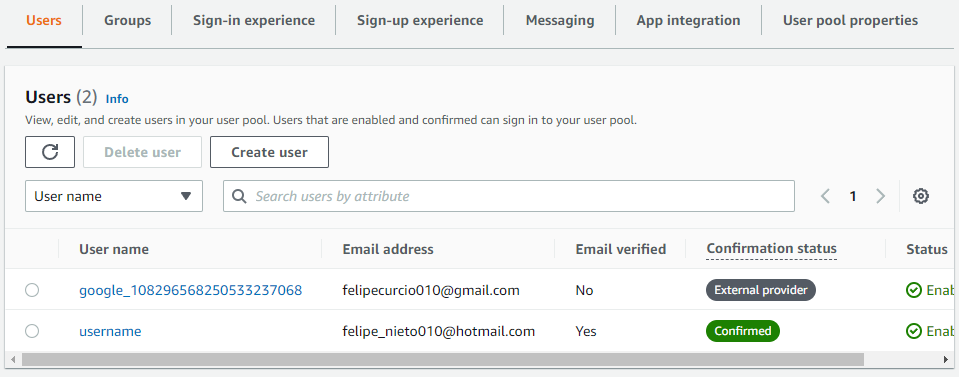 Users Groups Sign-in experience Sign-up experience Messaging App integration User pool properties
Users (2) Info
View, edit, and create users in your user pool. Users that are enabled and confirmed can sign in to your user pool.
Delete user Create user
User name Search users by attribute 1
User name Email address Email verified Confirmation status Status
google_108296568250533237068 felipecurcio010@gmail.com No External provider Enab
username felipe_nieto010@hotmail.com Yes Confirmed Enab